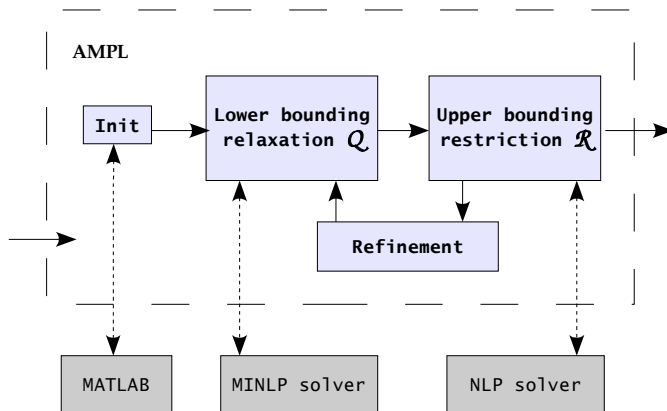 AMPL
Init
Lower bounding
relaxation Q
Upper bounding
restriction R
Refinement
MATLAB
MINLP solver
NLP solver